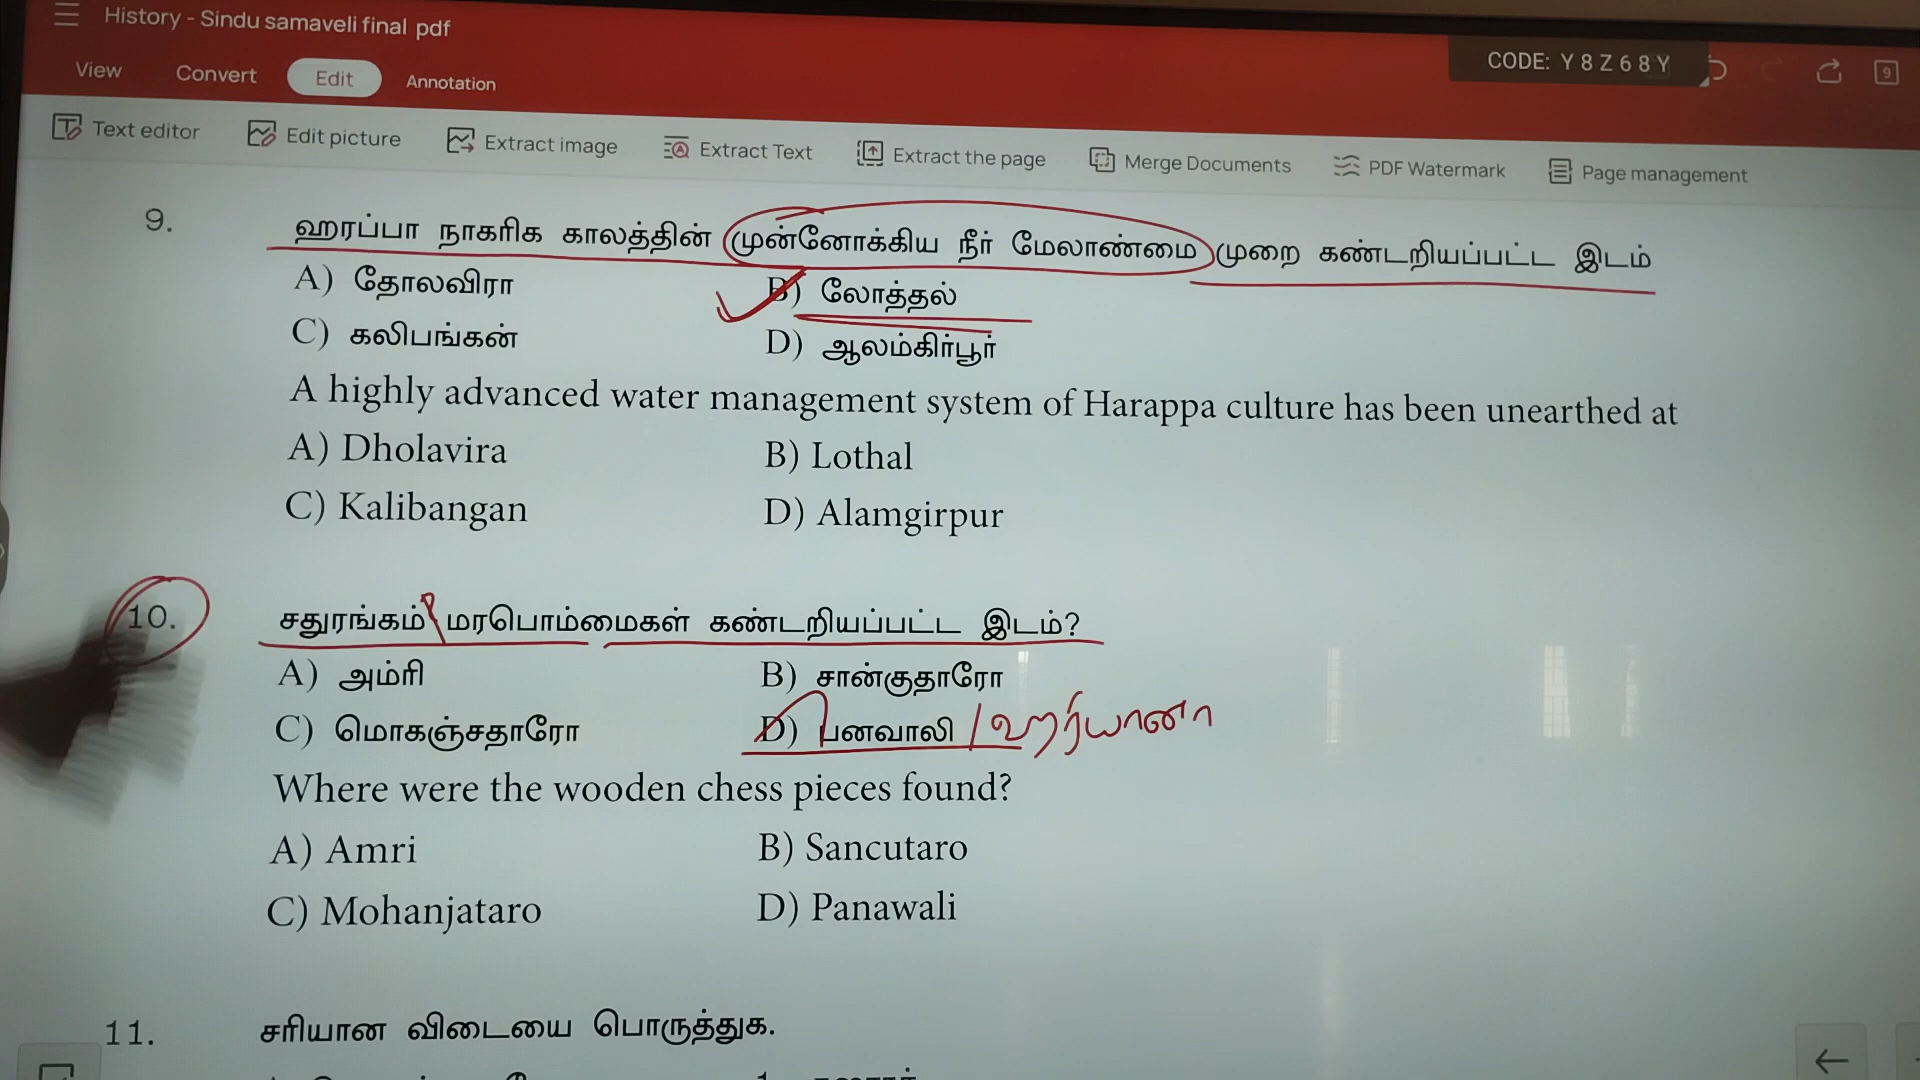 History - Sindu samaveli final pdf
CODE: Y8Z68Y
9
View Convert Edit Annotation
Text editor Edit picture Extract image Extract Text Extract the page Merge Documents PDF Watermark Page management
9. ஹரப்பா நாகரிக காலத்தின் முன்னோக்கிய நீர் மேலாண்மை முறை கண்டறியப்பட்ட இடம்
A) தோலவிரா B) லோத்தல்
C) கலிபங்கன் D) ஆலம்கிர்பூர்
A highly advanced water management system of Harappa culture has been unearthed at
A) Dholavira B) Lothal
C) Kalibangan D) Alamgirpur
10. சதுரங்கம் மரபொம்மைகள் கண்டறியப்பட்ட இடம்?
A) அம்ரி B) சான்குதாரோ
C) மொகஞ்சதாரோ D) பனவாலி / ஹரியானா
Where were the wooden chess pieces found?
A) Amri B) Sancutaro
C) Mohanjataro D) Panawali
11. சரியான விடையை பொருத்துக.